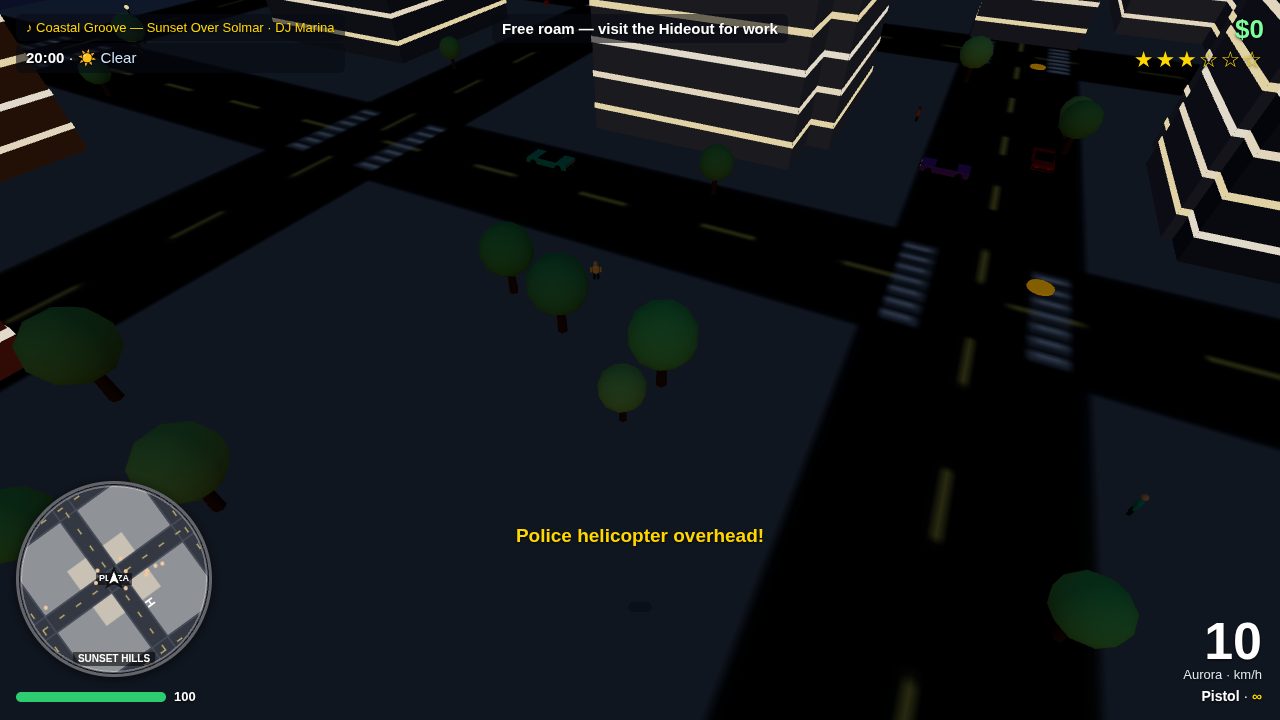 ♪ Coastal Groove — Sunset Over Solmar · DJ Marina
20:00 · ☀️ Clear
Free roam — visit the Hideout for work
$0
★★★☆☆☆
Police helicopter overhead!
PLAZA
H
SUNSET HILLS
100
10
Aurora · km/h
Pistol · ∞